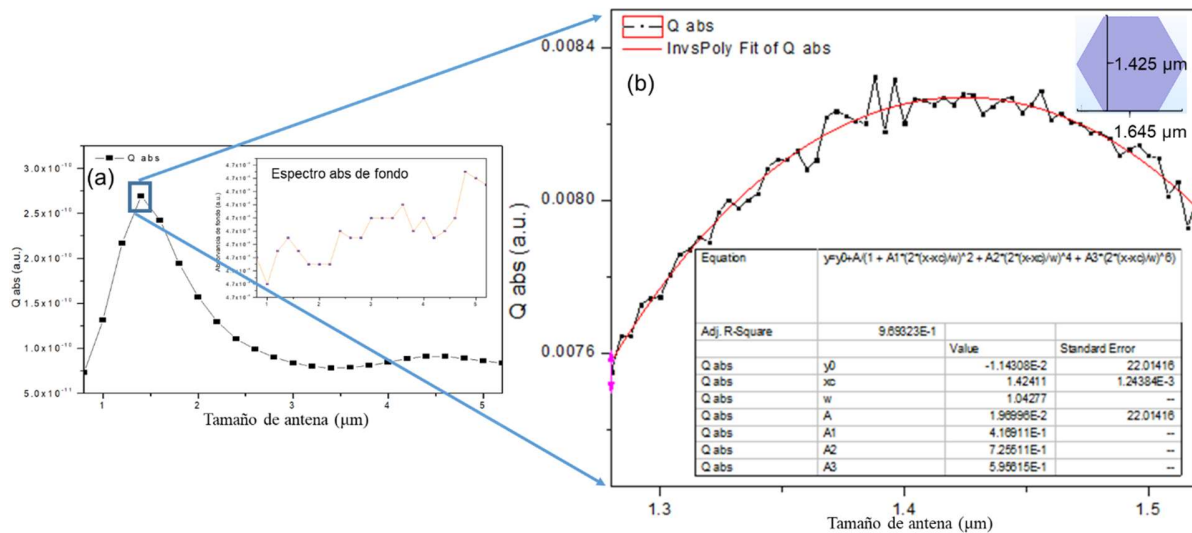 (a)
Q abs
3.0x10⁻¹⁰
2.5x10⁻¹⁰
2.0x10⁻¹⁰
1.5x10⁻¹⁰
1.0x10⁻¹⁰
5.0x10⁻¹¹
Q abs (a.u.)
1 2 3 4 5
Tamaño de antena (µm)
Espectro abs de fondo
1 2 3 4 5
(b)
Q abs
InvsPoly Fit of Q abs
0.0084
0.0080
0.0076
Q abs (a.u.)
1.425 µm
1.645 µm
Equation y=y0+A/(1 + A1*(2*(x-xc)/w)^2 + A2*(2*(x-xc)/w)^4 + A3*(2*(x-xc)/w)^6)
Adj. R-Square 9.69323E-1
Value Standard Error
Q abs y0 -1.14308E-2 22.01416
Q abs xc 1.42411 1.24384E-3
Q abs w 1.04277 --
Q abs A 1.96996E-2 22.01416
Q abs A1 4.16911E-1 --
Q abs A2 7.25511E-1 --
Q abs A3 5.95615E-1 --
1.3 1.4 1.5
Tamaño de antena (µm)